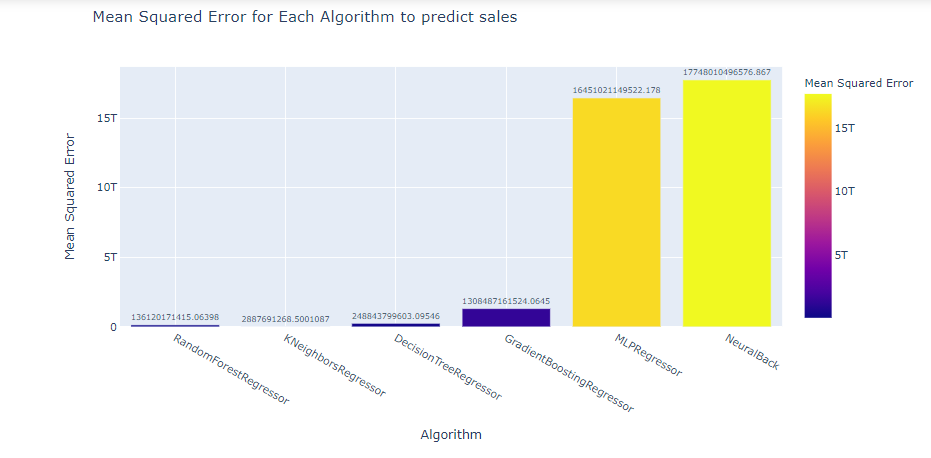 Mean Squared Error for Each Algorithm to predict sales
17748010496576.867
16451021149522.178
1308487161524.0645
136120171415.06398
2887691268.5001087
248843799603.09546
Mean Squared Error
15T
10T
5T
0
RandomForestRegressor
KNeighborsRegressor
DecisionTreeRegressor
GradientBoostingRegressor
MLPRegressor
NeuralBack
Algorithm
Mean Squared Error
15T
10T
5T